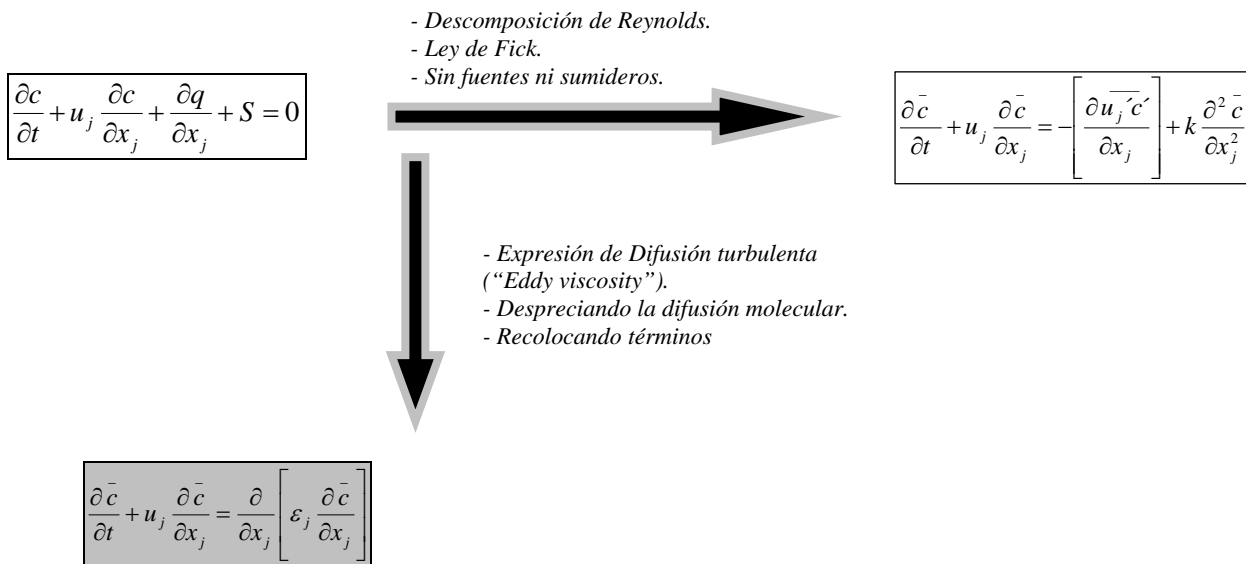 - Descomposición de Reynolds.
- Ley de Fick.
- Sin fuentes ni sumideros.
∂c/∂t + u_j ∂c/∂x_j + ∂q/∂x_j + S = 0
∂c̄/∂t + u_j ∂c̄/∂x_j = −[∂u_j´c´‾/∂x_j] + k ∂²c̄/∂x_j²
- Expresión de Difusión turbulenta
(“Eddy viscosity”).
- Despreciando la difusión molecular.
- Recolocando términos
∂c̄/∂t + u_j ∂c̄/∂x_j = ∂/∂x_j [ε_j ∂c̄/∂x_j]